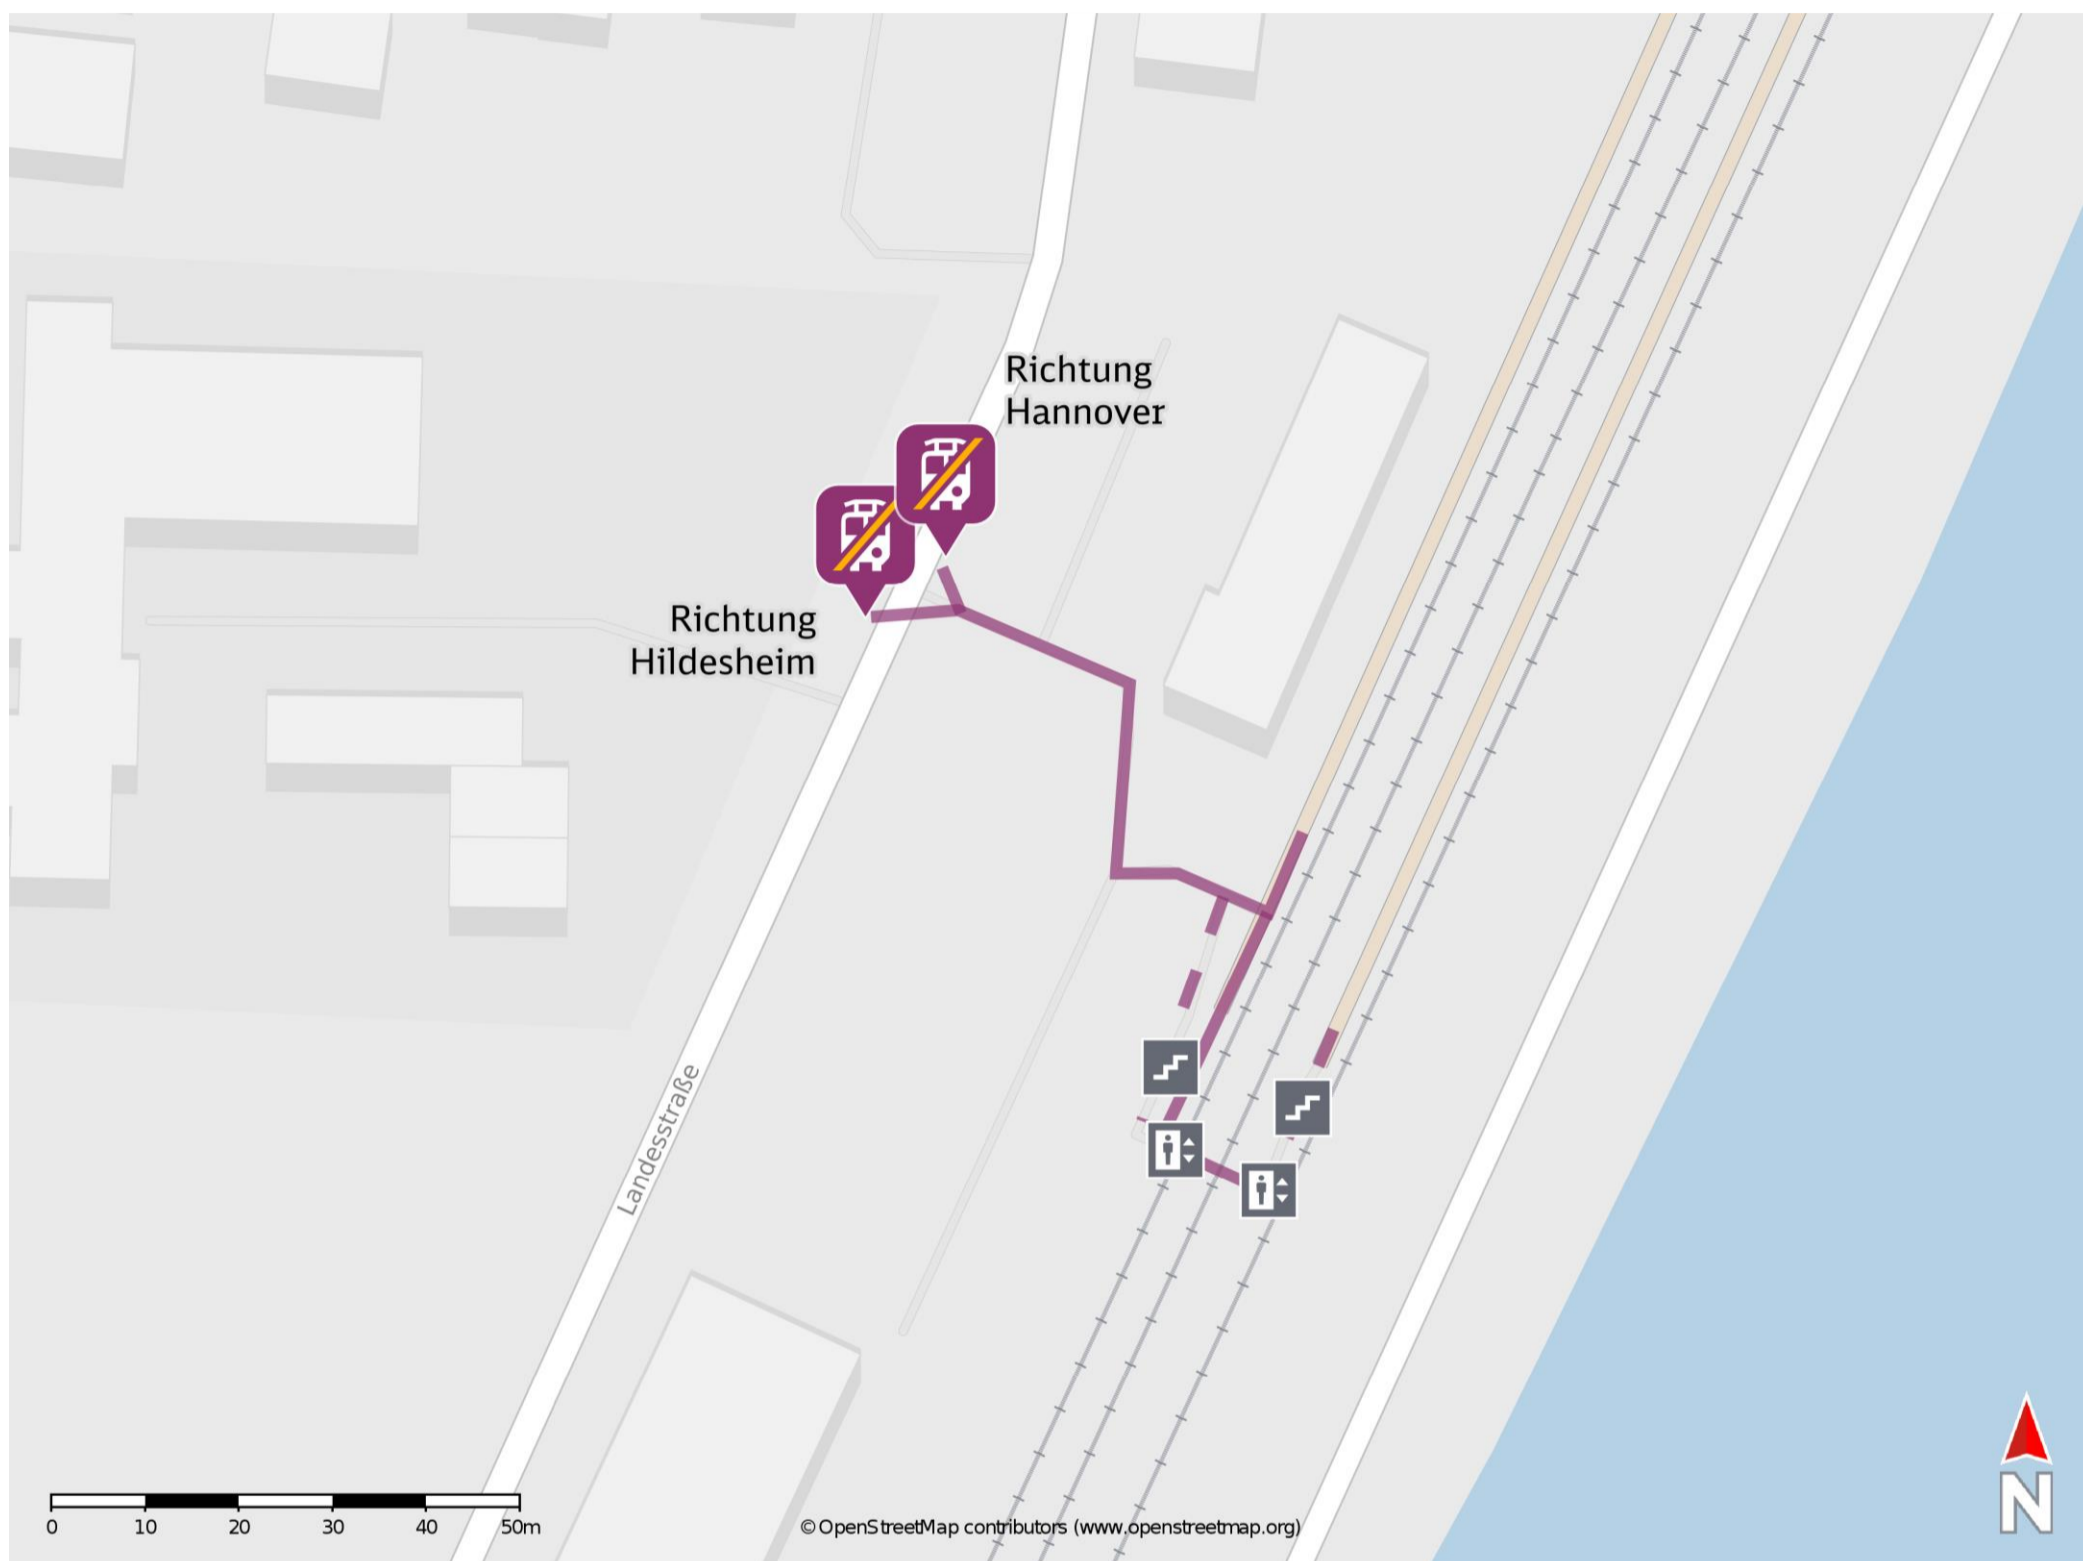 Richtung
Hannover
Richtung
Hildesheim
Landesstraße
0 10 20 30 40 50m
© OpenStreetMap contributors (www.openstreetmap.org)
N